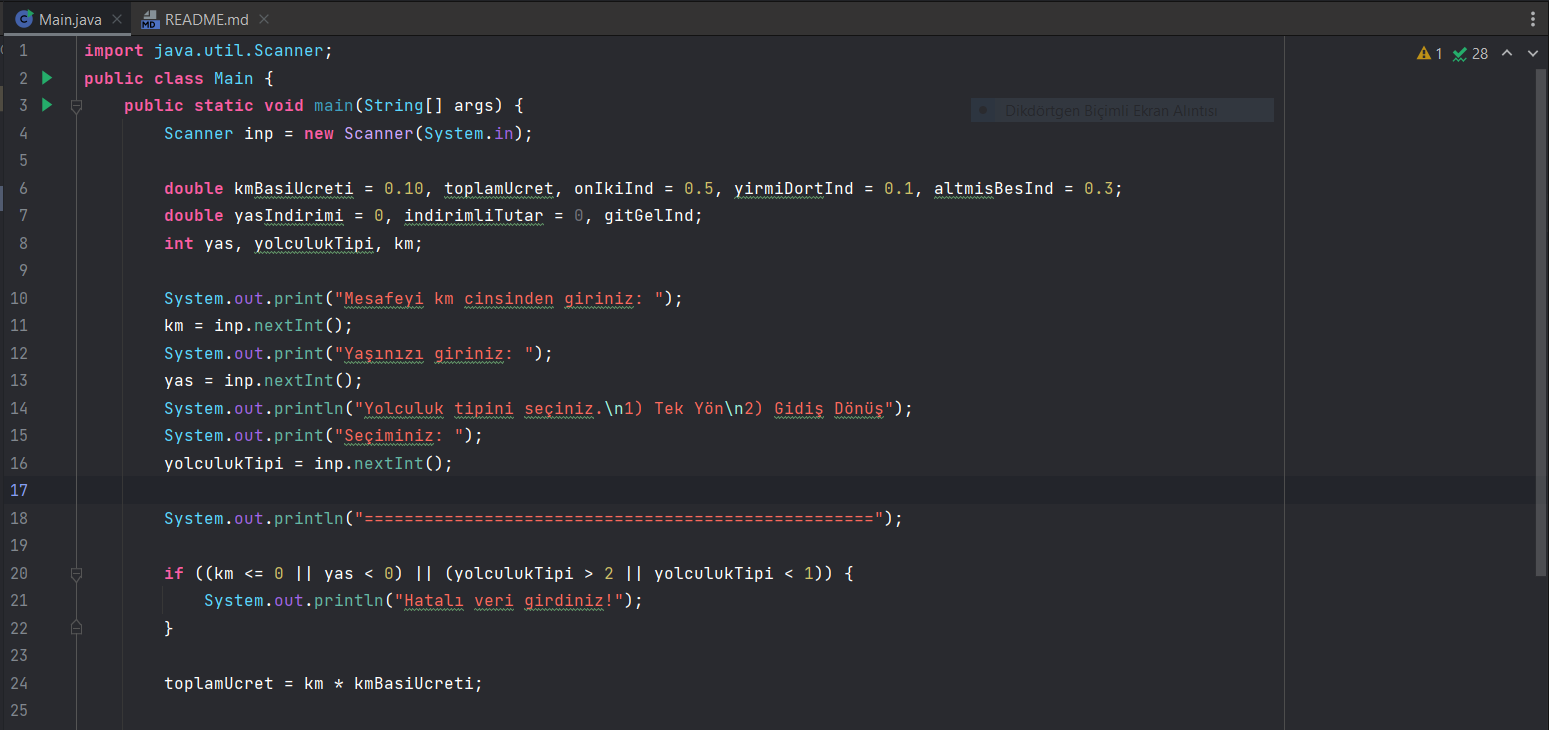 Main.java README.md
1 import java.util.Scanner; 1 28
2 public class Main {
3 public static void main(String[] args) {
Dikdörtgen Biçimli Ekran Alıntısı
4 Scanner inp = new Scanner(System.in);
5
6 double kmBasiUcreti = 0.10, toplamUcret, onIkiInd = 0.5, yirmiDortInd = 0.1, altmisBesInd = 0.3;
7 double yasIndirimi = 0, indirimliTutar = 0, gitGelInd;
8 int yas, yolculukTipi, km;
9
10 System.out.print("Mesafeyi km cinsinden giriniz: ");
11 km = inp.nextInt();
12 System.out.print("Yaşınızı giriniz: ");
13 yas = inp.nextInt();
14 System.out.println("Yolculuk tipini seçiniz.\n1) Tek Yön\n2) Gidiş Dönüş");
15 System.out.print("Seçiminiz: ");
16 yolculukTipi = inp.nextInt();
17
18 System.out.println("===================================================");
19
20 if ((km <= 0 || yas < 0) || (yolculukTipi > 2 || yolculukTipi < 1)) {
21 System.out.println("Hatalı veri girdiniz!");
22 }
23
24 toplamUcret = km * kmBasiUcreti;
25